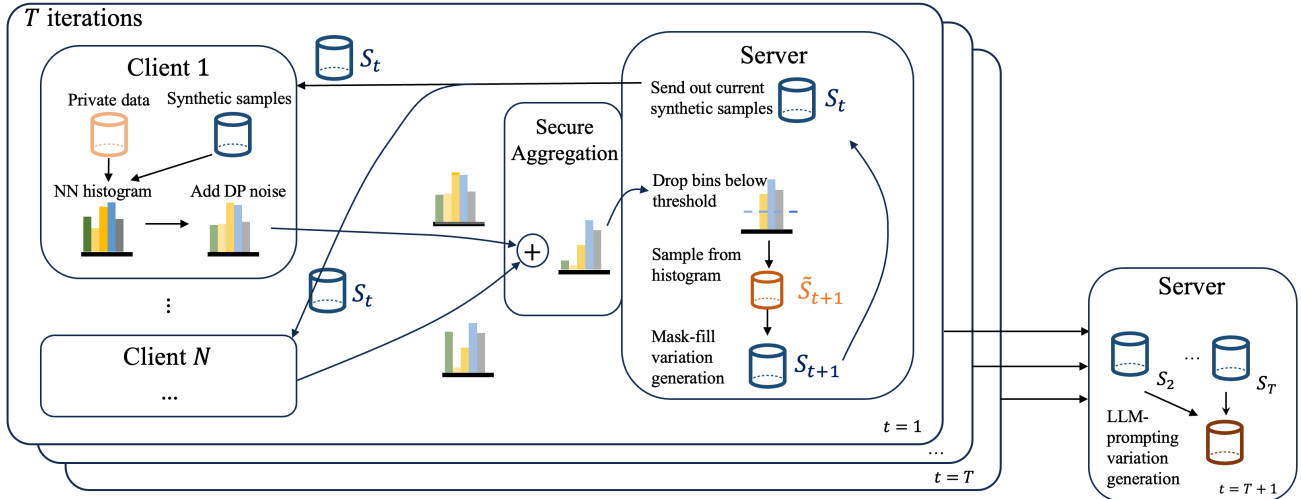 T iterations
Client 1
Private data
Synthetic samples
NN histogram
Add DP noise
⋮
Client N
...
S_t
S_t
Secure
Aggregation
+
Server
Send out current
synthetic samples
S_t
Drop bins below
threshold
Sample from
histogram
S̃_{t+1}
Mask-fill
variation
generation
S_{t+1}
t = 1
...
t = T
Server
S_2
...
S_T
LLM-
prompting
variation
generation
t = T + 1